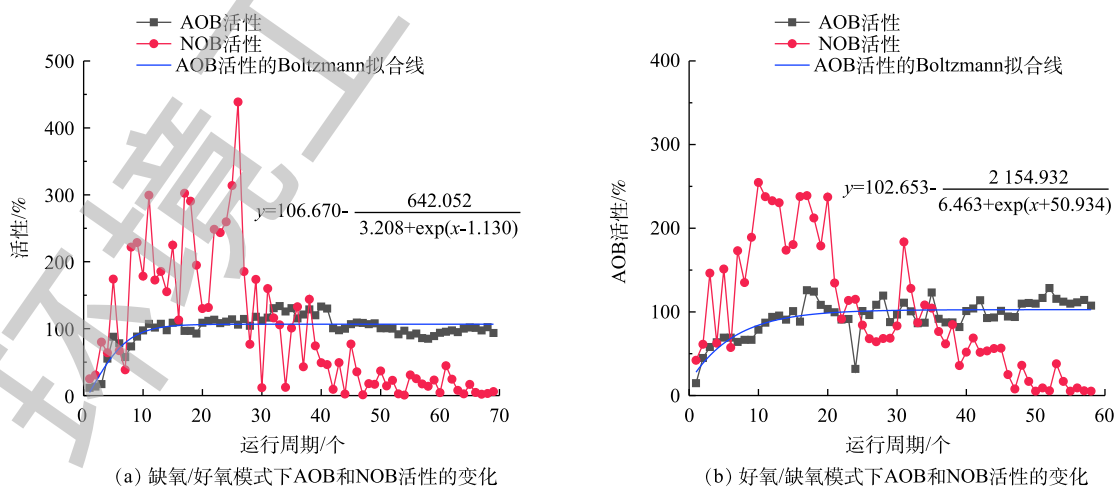 AOB活性
NOB活性
AOB活性的Boltzmann拟合线
500
400
300
200
100
0
活性/%
y=106.670- 642.052
3.208+exp(x-1.130)
0 10 20 30 40 50 60 70
运行周期/个
(a) 缺氧/好氧模式下AOB和NOB活性的变化
AOB活性
NOB活性
AOB活性的Boltzmann拟合线
400
300
200
100
0
AOB活性/%
y=102.653- 2 154.932
6.463+exp(x+50.934)
0 10 20 30 40 50 60
运行周期/个
(b) 好氧/缺氧模式下AOB和NOB活性的变化
环境工